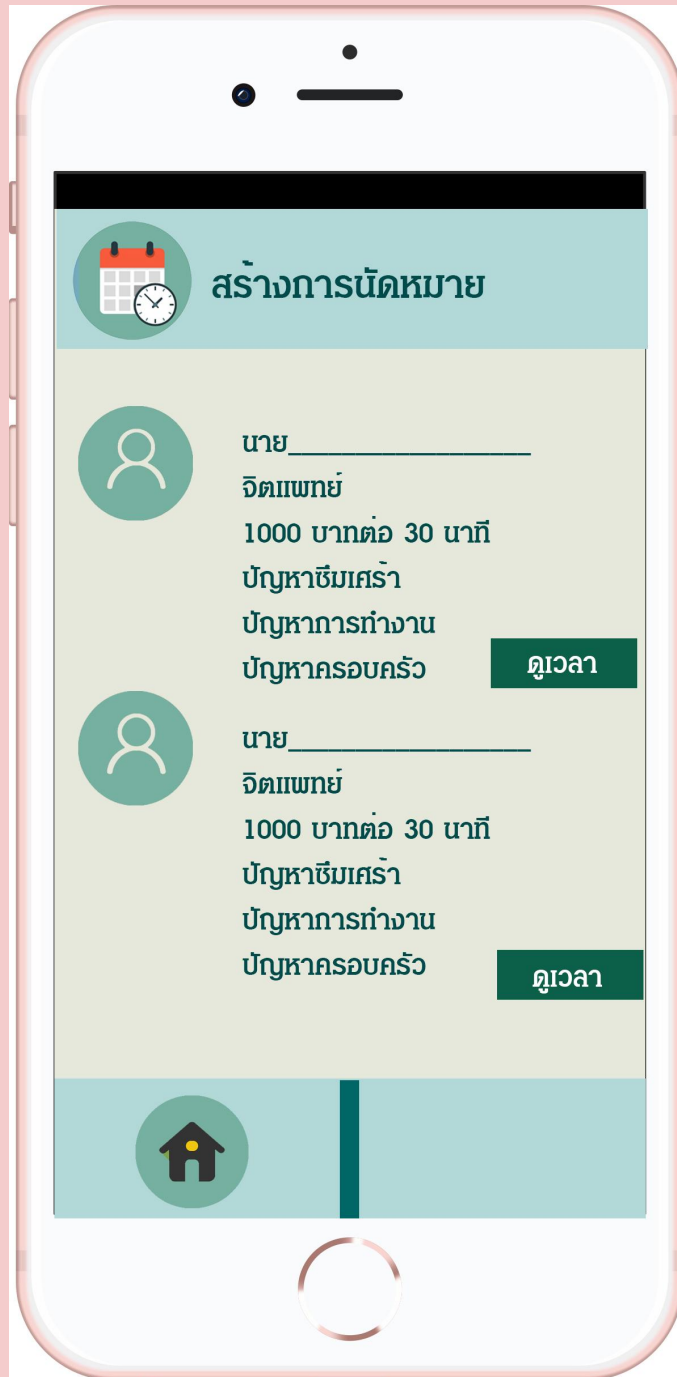 สร้างการนัดหมาย
นาย__________________
จิตแพทย์
1000 บาทต่อ 30 นาที
ปัญหาซึมเศร้า
ปัญหาการทำงาน
ปัญหาครอบครัว
ดูเวลา
นาย__________________
จิตแพทย์
1000 บาทต่อ 30 นาที
ปัญหาซึมเศร้า
ปัญหาการทำงาน
ปัญหาครอบครัว
ดูเวลา